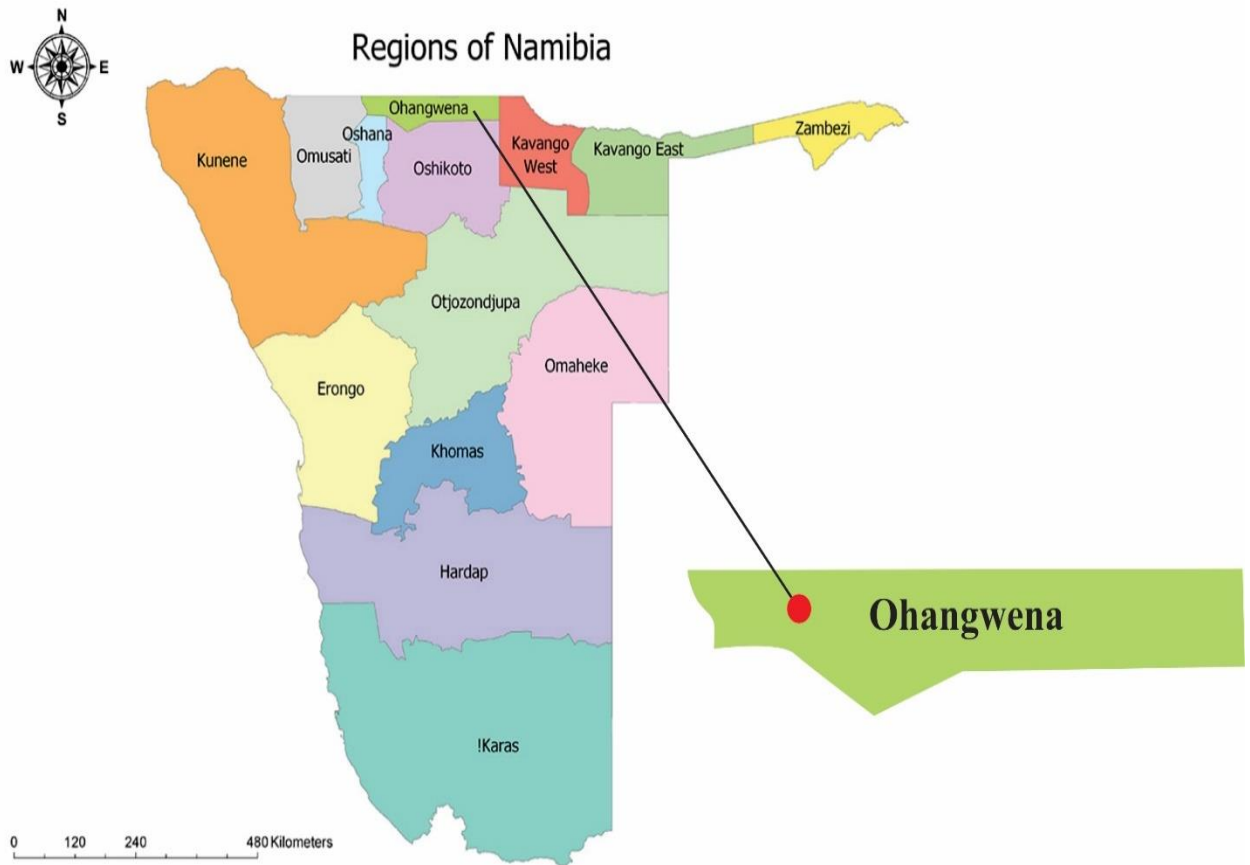 N
W E
S
Regions of Namibia
Ohangwena
Zambezi
Oshana
Kavango
West
Kavango East
Omusati
Kunene
Oshikoto
Otjozondjupa
Omaheke
Erongo
Khomas
Hardap
Ohangwena
!Karas
0 120 240 480 Kilometers